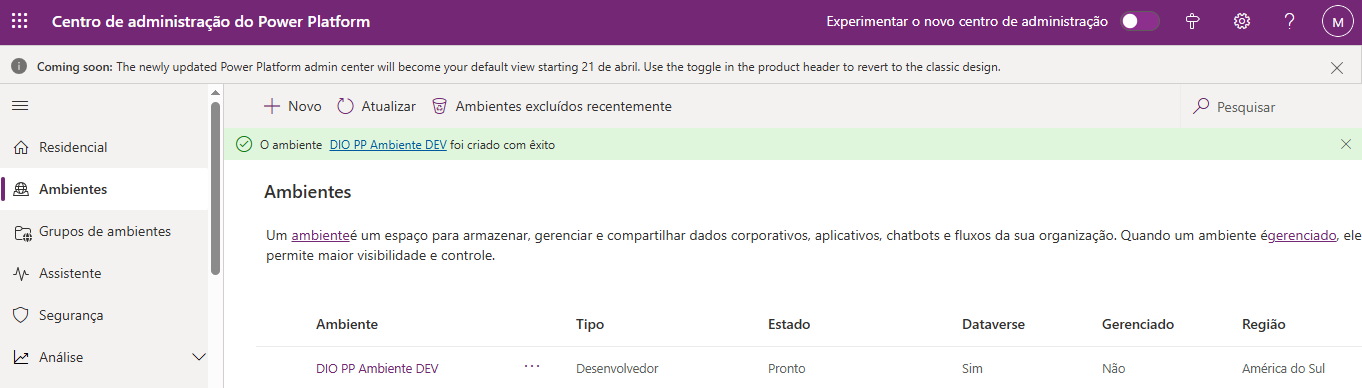 Centro de administração do Power Platform
Experimentar o novo centro de administração
M
Coming soon: The newly updated Power Platform admin center will become your default view starting 21 de abril. Use the toggle in the product header to revert to the classic design.
Novo
Atualizar
Ambientes excluídos recentemente
Pesquisar
O ambiente DIO PP Ambiente DEV foi criado com êxito
Residencial
Ambientes
Grupos de ambientes
Assistente
Segurança
Análise
Ambientes
Um ambienteé um espaço para armazenar, gerenciar e compartilhar dados corporativos, aplicativos, chatbots e fluxos da sua organização. Quando um ambiente égerenciado, ele
permite maior visibilidade e controle.
Ambiente Tipo Estado Dataverse Gerenciado Região
DIO PP Ambiente DEV ... Desenvolvedor Pronto Sim Não América do Sul